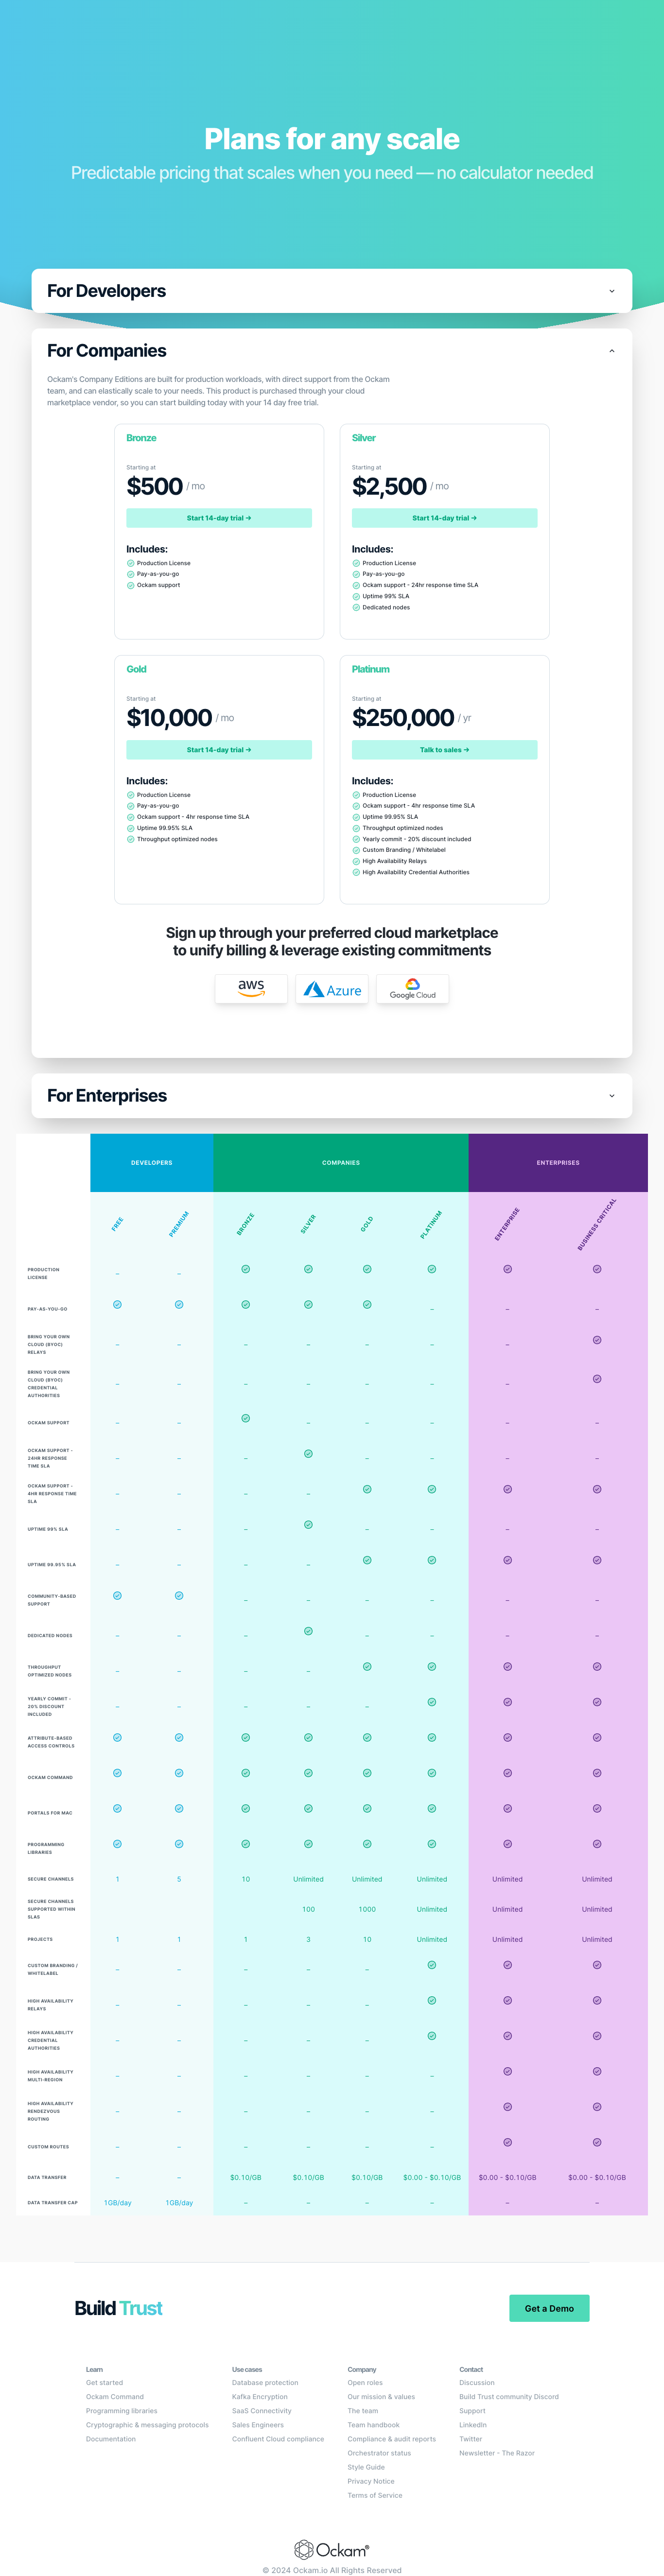 Plans for any scale
Predictable pricing that scales when you need — no calculator needed
For Developers
For Companies
Ockam's Company Editions are built for production workloads, with direct support from the Ockam
team, and can elastically scale to your needs. This product is purchased through your cloud
marketplace vendor, so you can start building today with your 14 day free trial.
Bronze
Starting at
$500 / mo
Start 14-day trial →
Includes:
Production License
Pay-as-you-go
Ockam support
Silver
Starting at
$2,500 / mo
Start 14-day trial →
Includes:
Production License
Pay-as-you-go
Ockam support - 24hr response time SLA
Uptime 99% SLA
Dedicated nodes
Gold
Starting at
$10,000 / mo
Start 14-day trial →
Includes:
Production License
Pay-as-you-go
Ockam support - 4hr response time SLA
Uptime 99.95% SLA
Throughput optimized nodes
Platinum
Starting at
$250,000 / yr
Talk to sales →
Includes:
Production License
Ockam support - 4hr response time SLA
Uptime 99.95% SLA
Throughput optimized nodes
Yearly commit - 20% discount included
Custom Branding / Whitelabel
High Availability Relays
High Availability Credential Authorities
Sign up through your preferred cloud marketplace
to unify billing & leverage existing commitments
aws
Azure
Google Cloud
For Enterprises
DEVELOPERS COMPANIES ENTERPRISES
FREE PREMIUM BRONZE SILVER GOLD PLATINUM ENTERPRISE BUSINESS CRITICAL
PRODUCTION
LICENSE
– –
PAY-AS-YOU-GO – – –
BRING YOUR OWN
CLOUD (BYOC)
RELAYS
– – – – – – –
BRING YOUR OWN
CLOUD (BYOC)
CREDENTIAL
AUTHORITIES
– – – – – – –
OCKAM SUPPORT – – – – – – –
OCKAM SUPPORT -
24HR RESPONSE
TIME SLA
– – – – – – –
OCKAM SUPPORT -
4HR RESPONSE TIME
SLA
– – – –
UPTIME 99% SLA – – – – – – –
UPTIME 99.95% SLA – – – –
COMMUNITY-BASED
SUPPORT
– – – – – –
DEDICATED NODES – – – – – – –
THROUGHPUT
OPTIMIZED NODES
– – – –
YEARLY COMMIT -
20% DISCOUNT
INCLUDED
– – – – –
ATTRIBUTE-BASED
ACCESS CONTROLS
OCKAM COMMAND
PORTALS FOR MAC
PROGRAMMING
LIBRARIES
SECURE CHANNELS 1 5 10 Unlimited Unlimited Unlimited Unlimited Unlimited
SECURE CHANNELS
SUPPORTED WITHIN
SLAS
100 1000 Unlimited Unlimited Unlimited
PROJECTS 1 1 1 3 10 Unlimited Unlimited Unlimited
CUSTOM BRANDING /
WHITELABEL
– – – – –
HIGH AVAILABILITY
RELAYS
– – – – –
HIGH AVAILABILITY
CREDENTIAL
AUTHORITIES
– – – – –
HIGH AVAILABILITY
MULTI-REGION
– – – – – –
HIGH AVAILABILITY
RENDEZVOUS
ROUTING
– – – – – –
CUSTOM ROUTES – – – – – –
DATA TRANSFER – – $0.10/GB $0.10/GB $0.10/GB $0.00 - $0.10/GB $0.00 - $0.10/GB $0.00 - $0.10/GB
DATA TRANSFER CAP 1GB/day 1GB/day – – – – – –
Build Trust
Get a Demo
Learn
Get started
Ockam Command
Programming libraries
Cryptographic & messaging protocols
Documentation
Use cases
Database protection
Kafka Encryption
SaaS Connectivity
Sales Engineers
Confluent Cloud compliance
Company
Open roles
Our mission & values
The team
Team handbook
Compliance & audit reports
Orchestrator status
Style Guide
Privacy Notice
Terms of Service
Contact
Discussion
Build Trust community Discord
Support
LinkedIn
Twitter
Newsletter - The Razor
Ockam®
© 2024 Ockam.io All Rights Reserved